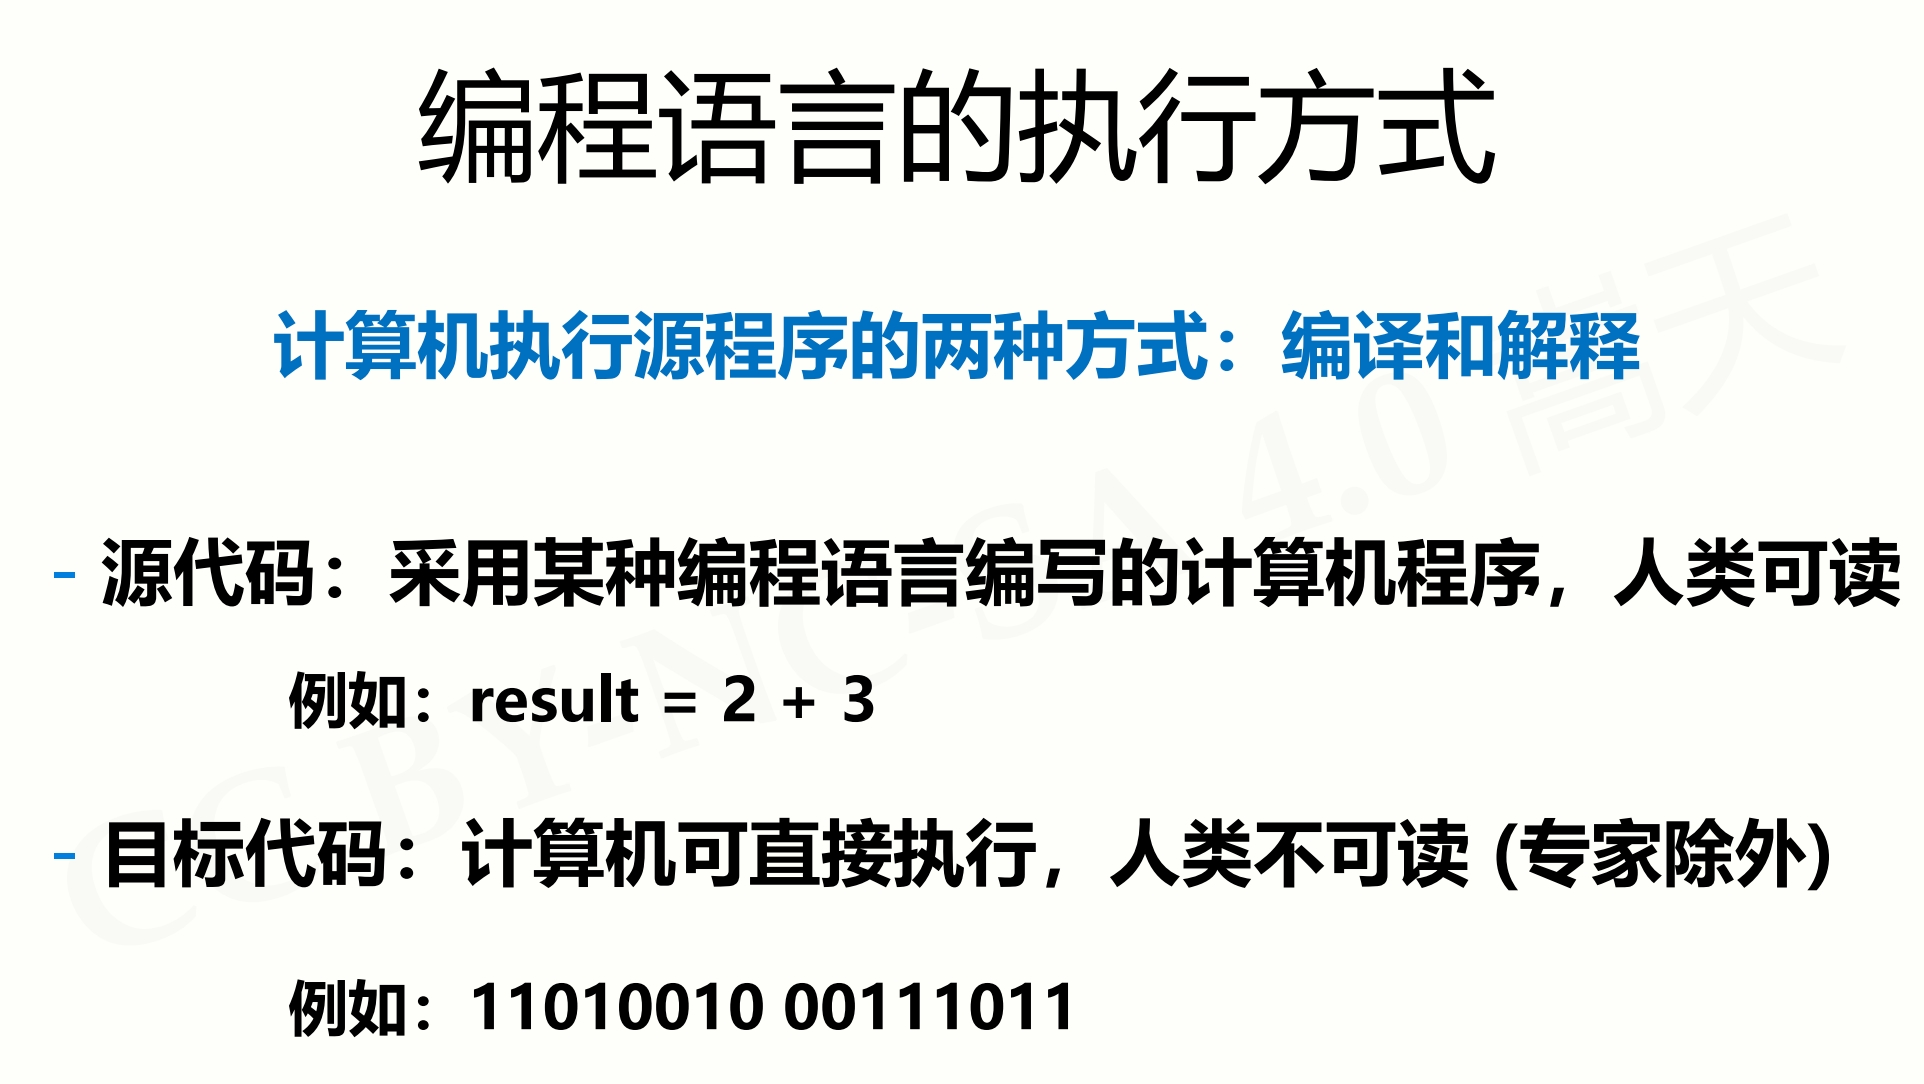 编程语言的执行方式
计算机执行源程序的两种方式：编译和解释
- 源代码：采用某种编程语言编写的计算机程序，人类可读
例如：result = 2 + 3
- 目标代码：计算机可直接执行，人类不可读 (专家除外)
例如：11010010 00111011
CC BY-NC-SA 4.0 嵩天